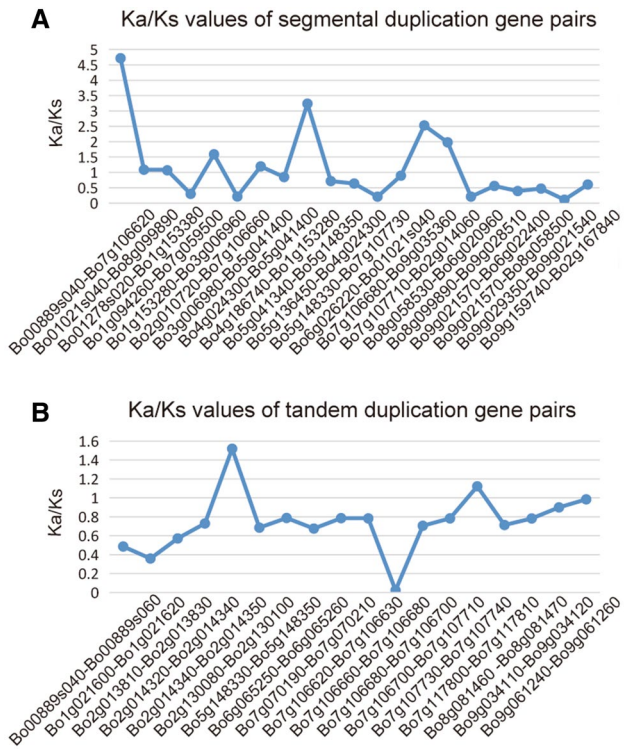 A
Ka/Ks values of segmental duplication gene pairs
Ka/Ks
5
4.5
4
3.5
3
2.5
2
1.5
1
0.5
0
Bo00889s040-Bo7g106620
Bo01021s040-Bo8g099890
Bo01278s020-Bo1g153380
Bo1g094260-Bo7g059500
Bo1g153280-Bo3g006960
Bo2g010720-Bo7g106660
Bo3g006980-Bo5g041400
Bo4g024300-Bo5g041400
Bo4g186740-Bo1g153280
Bo5g041340-Bo5g148350
Bo5g136450-Bo4g024300
Bo5g148330-Bo7g107730
Bo6g026220-Bo01021s040
Bo7g106680-Bo9g035360
Bo7g107710-Bo2g014060
Bo8g058530-Bo6g020960
Bo8g099890-Bo9g028510
Bo9g021570-Bo6g022400
Bo9g021570-Bo8g058500
Bo9g029350-Bo9g021540
Bo9g159740-Bo2g167840
B
Ka/Ks values of tandem duplication gene pairs
Ka/Ks
1.6
1.4
1.2
1
0.8
0.6
0.4
0.2
0
Bo00889s040-Bo00889s060
Bo1g021600-Bo1g021620
Bo2g013810-Bo2g013830
Bo2g014320-Bo2g014340
Bo2g014340-Bo2g014350
Bo2g130080-Bo2g130100
Bo5g148330-Bo5g148350
Bo6g065250-Bo6g065260
Bo7g070190-Bo7g070210
Bo7g106620-Bo7g106630
Bo7g106660-Bo7g106680
Bo7g106680-Bo7g106700
Bo7g106700-Bo7g107710
Bo7g107730-Bo7g107740
Bo7g117800-Bo7g117810
Bo8g081460 -Bo8g081470
Bo9g034110-Bo9g034120
Bo9g061240-Bo9g061260